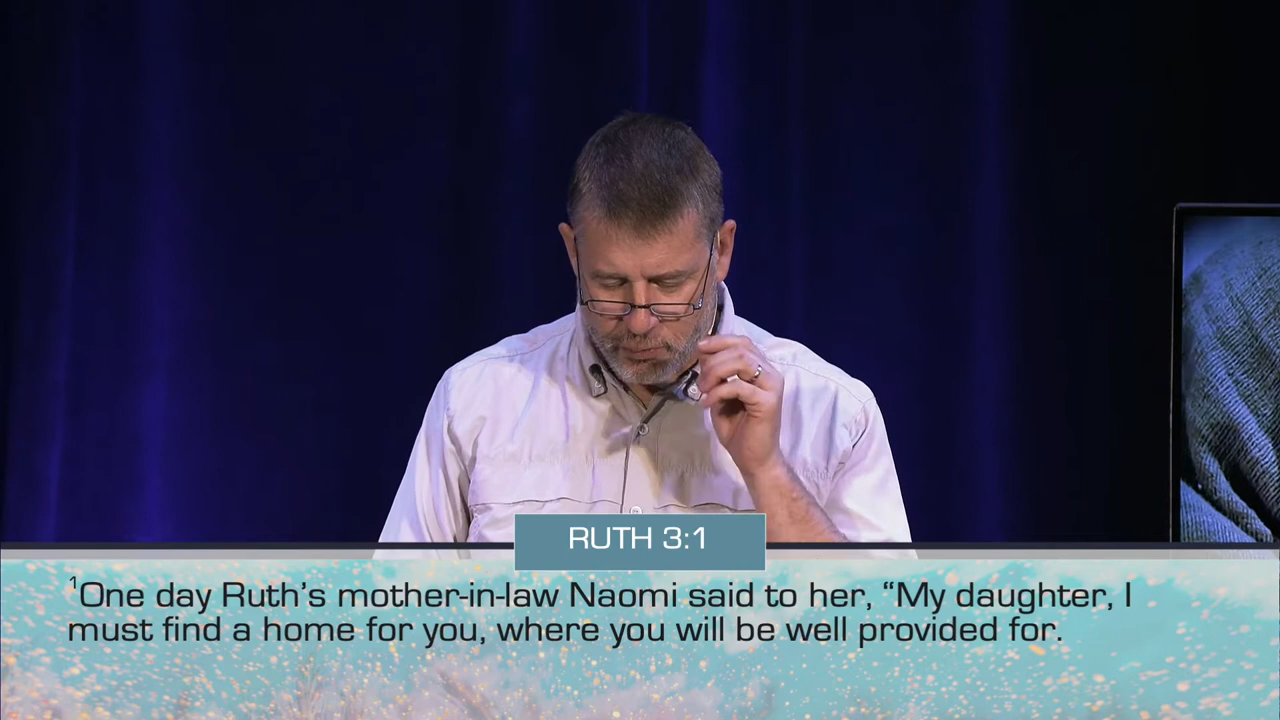 RUTH 3:1
¹One day Ruth’s mother-in-law Naomi said to her, “My daughter, I
must find a home for you, where you will be well provided for.